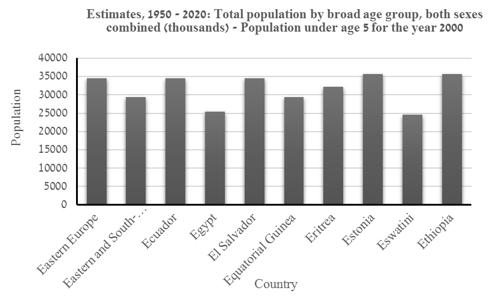 Estimates, 1950 - 2020: Total population by broad age group, both sexes
combined (thousands) - Population under age 5 for the year 2000
40000
35000
30000
25000
20000
15000
10000
5000
0
Population
Eastern Europe
Eastern and South-…
Ecuador
Egypt
El Salvador
Equatorial Guinea
Eritrea
Estonia
Eswatini
Ethiopia
Country